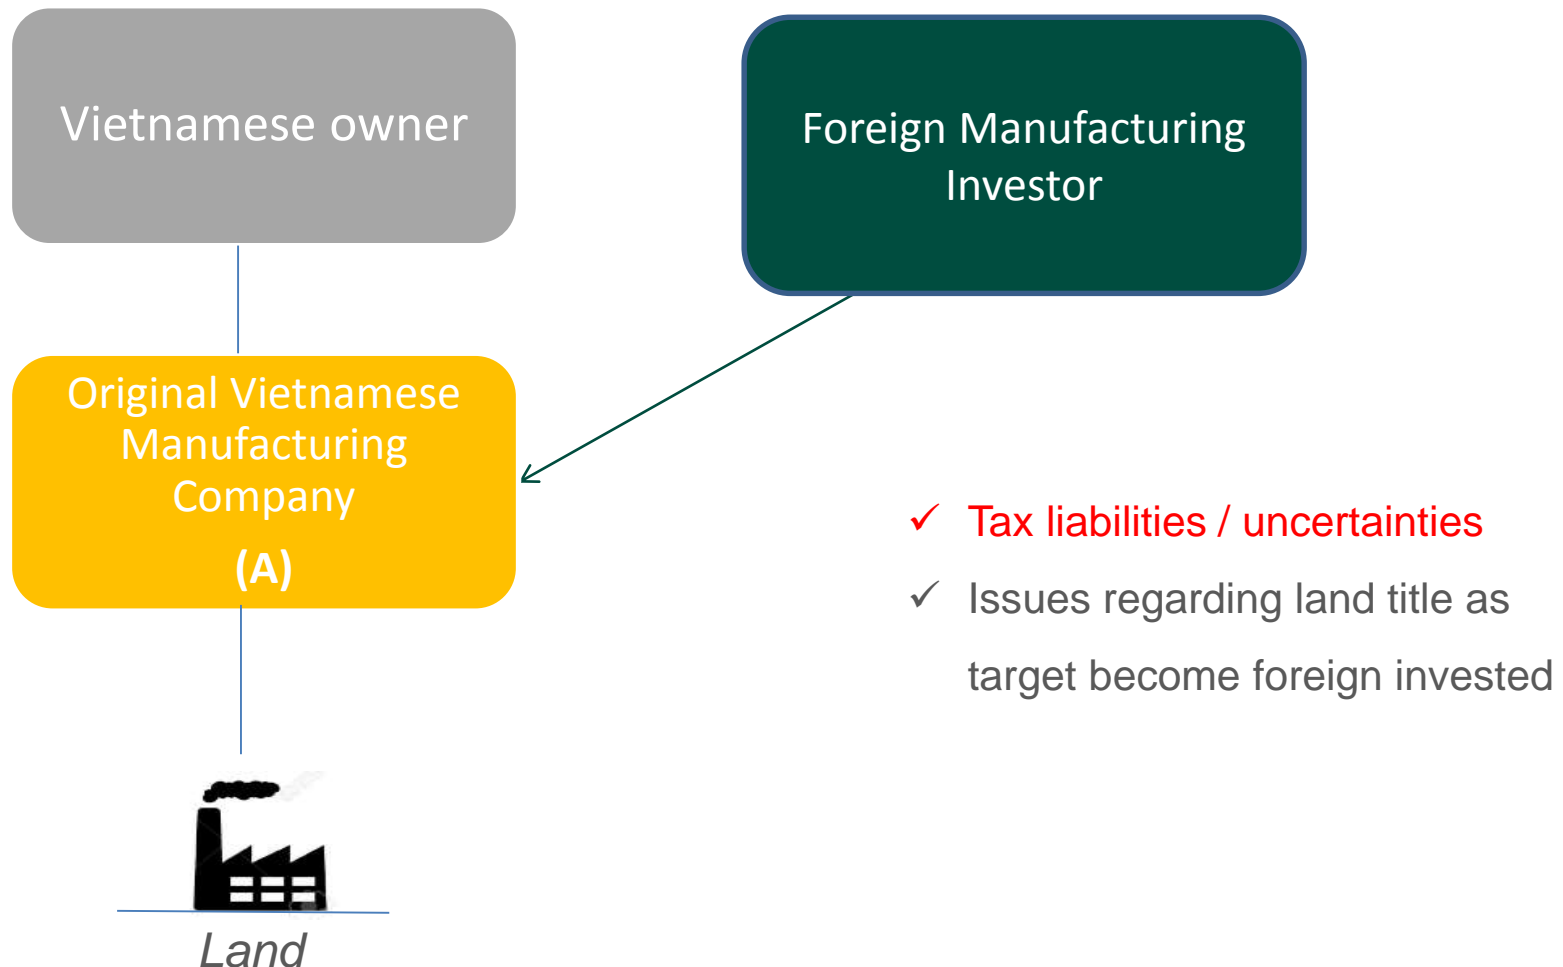 Vietnamese owner
Foreign Manufacturing
Investor
Original Vietnamese
Manufacturing
Company
(A)
✓ Tax liabilities / uncertainties
✓ Issues regarding land title as
target become foreign invested
Land